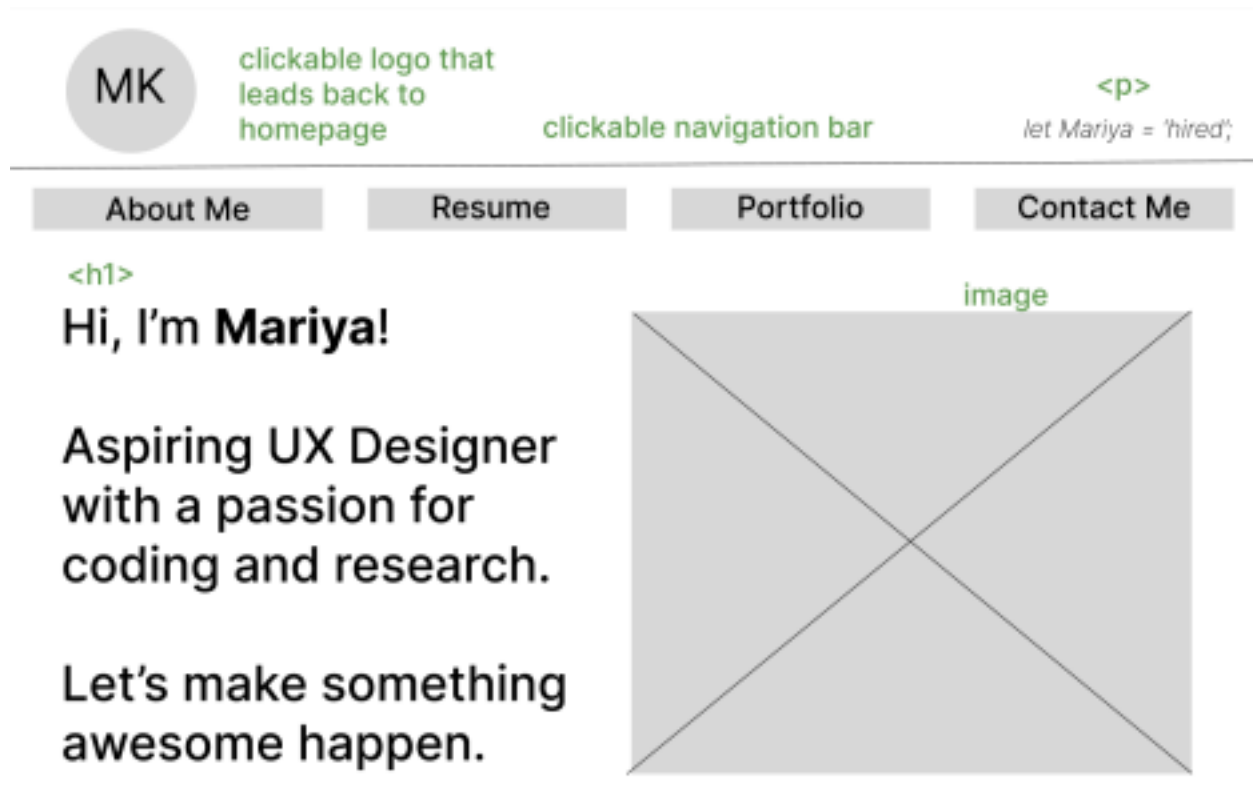 MK
clickable logo that
leads back to
homepage
clickable navigation bar
<p>
let Mariya = 'hired';
About Me
Resume
Portfolio
Contact Me
<h1>
Hi, I’m Mariya!
Aspiring UX Designer
with a passion for
coding and research.
Let’s make something
awesome happen.
image